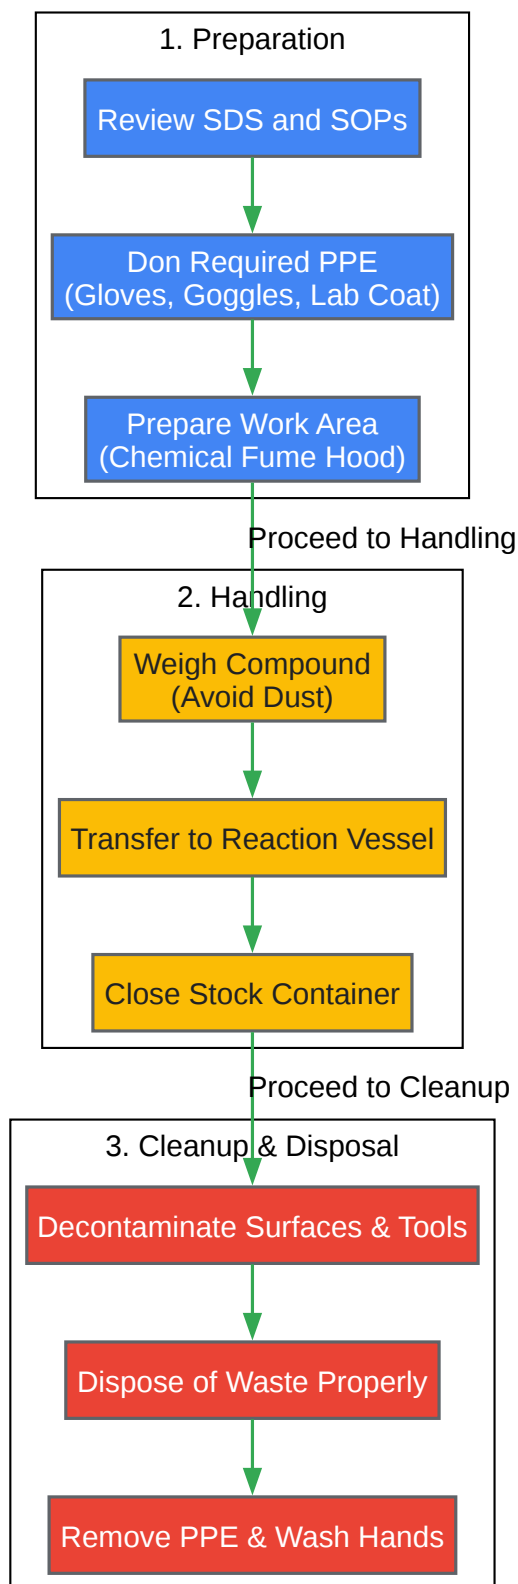 1. Preparation
Review SDS and SOPs
Don Required PPE
(Gloves, Goggles, Lab Coat)
Prepare Work Area
(Chemical Fume Hood)
Proceed to Handling
2. Handling
Weigh Compound
(Avoid Dust)
Transfer to Reaction Vessel
Close Stock Container
Proceed to Cleanup
3. Cleanup & Disposal
Decontaminate Surfaces & Tools
Dispose of Waste Properly
Remove PPE & Wash Hands